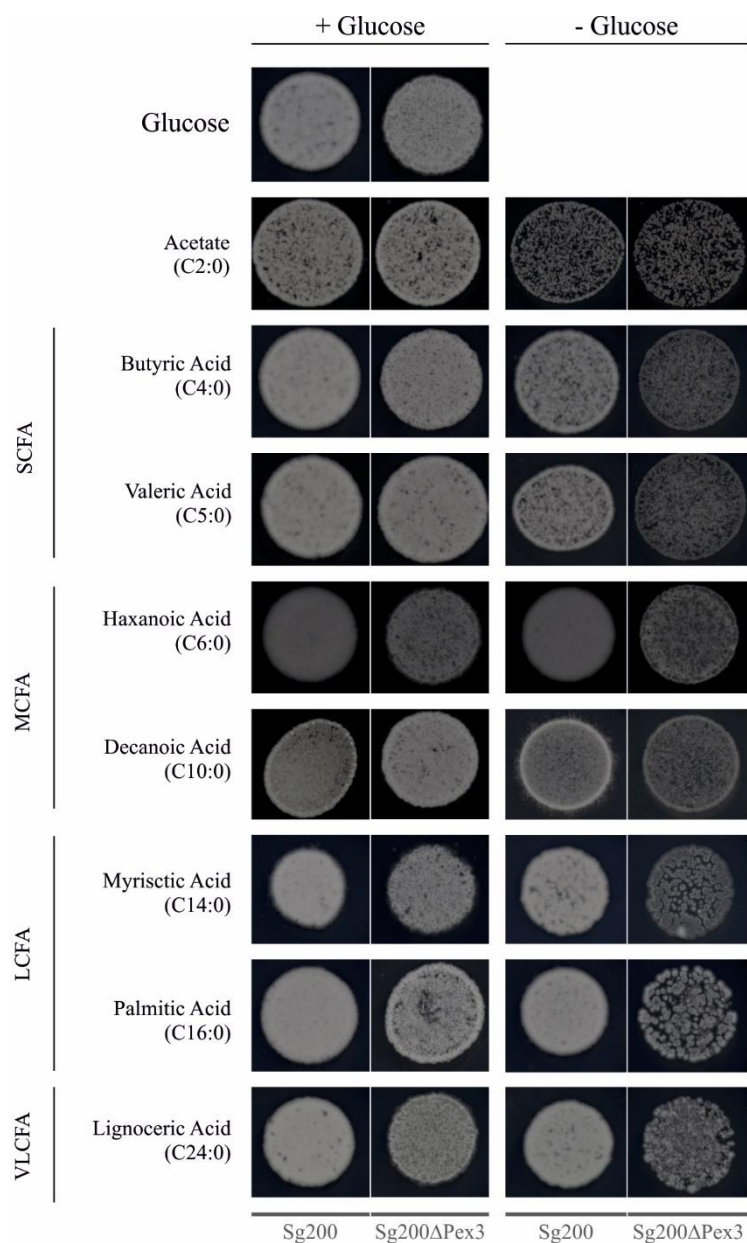 + Glucose
- Glucose
Glucose
Acetate
(C2:0)
SCFA
Butyric Acid
(C4:0)
Valeric Acid
(C5:0)
MCFA
Haxanoic Acid
(C6:0)
Decanoic Acid
(C10:0)
LCFA
Myrisctic Acid
(C14:0)
Palmitic Acid
(C16:0)
VLCFA
Lignoceric Acid
(C24:0)
Sg200
Sg200ΔPex3
Sg200
Sg200ΔPex3